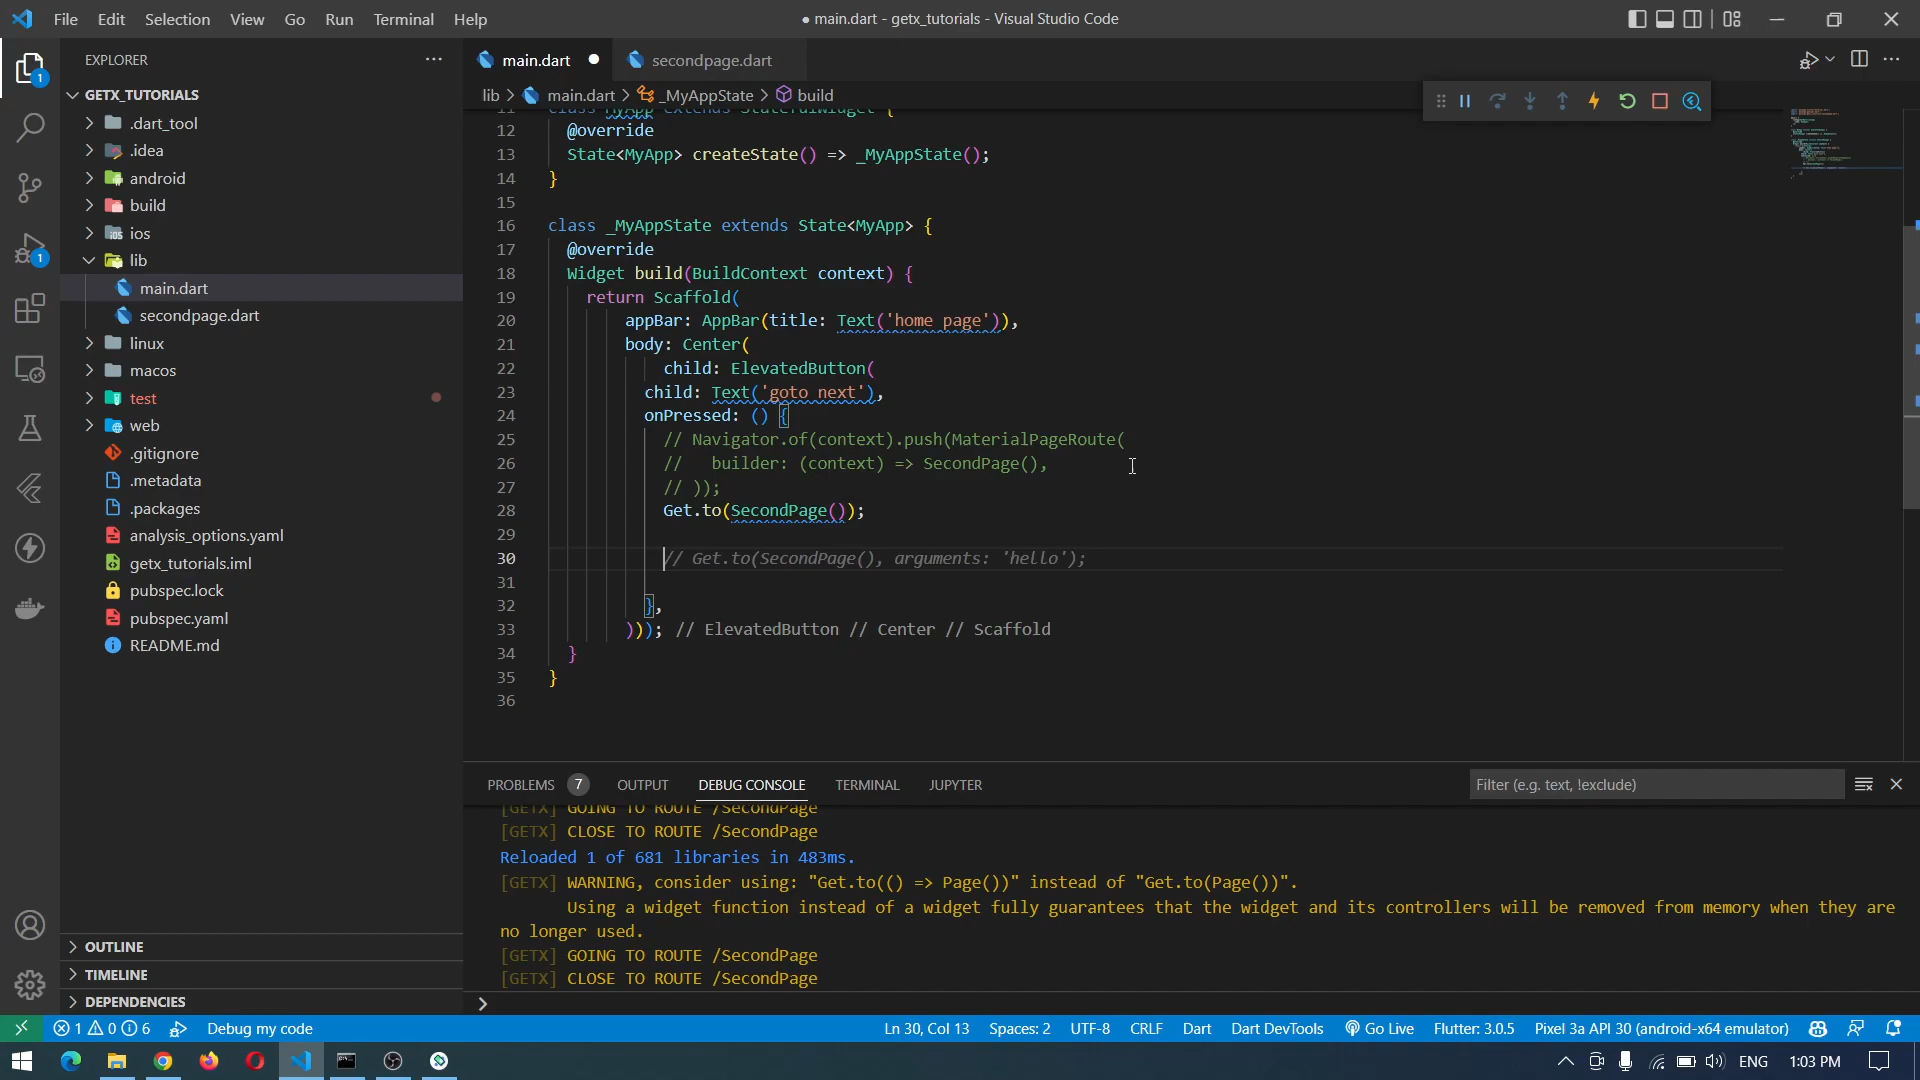 File Edit Selection View Go Run Terminal Help
● main.dart - getx_tutorials - Visual Studio Code
EXPLORER
main.dart
secondpage.dart
1
GETX_TUTORIALS
lib > main.dart > _MyAppState > build
.dart_tool
.idea
android
build
ios
lib
main.dart
secondpage.dart
linux
macos
test
web
.gitignore
.metadata
.packages
analysis_options.yaml
getx_tutorials.iml
pubspec.lock
pubspec.yaml
README.md
1
OUTLINE
TIMELINE
DEPENDENCIES
11 class MyApp extends StatefulWidget {
12 @override
13 State<MyApp> createState() => _MyAppState();
14 }
15
16 class _MyAppState extends State<MyApp> {
17 @override
18 Widget build(BuildContext context) {
19 return Scaffold(
20 appBar: AppBar(title: Text('home page')),
21 body: Center(
22 child: ElevatedButton(
23 child: Text('goto next'),
24 onPressed: () {
25 // Navigator.of(context).push(MaterialPageRoute(
26 //   builder: (context) => SecondPage(),
27 // ));
28 Get.to(SecondPage());
29
30 // Get.to(SecondPage(), arguments: 'hello');
31
32 },
33 ))); // ElevatedButton // Center // Scaffold
34 }
35 }
36
PROBLEMS 7 OUTPUT DEBUG CONSOLE TERMINAL JUPYTER
Filter (e.g. text, !exclude)
[GETX] GOING TO ROUTE /SecondPage
[GETX] CLOSE TO ROUTE /SecondPage
Reloaded 1 of 681 libraries in 483ms.
[GETX] WARNING, consider using: "Get.to(() => Page())" instead of "Get.to(Page())".
Using a widget function instead of a widget fully guarantees that the widget and its controllers will be removed from memory when they are
no longer used.
[GETX] GOING TO ROUTE /SecondPage
[GETX] CLOSE TO ROUTE /SecondPage
1 0 6 Debug my code
Ln 30, Col 13 Spaces: 2 UTF-8 CRLF Dart Dart DevTools Go Live Flutter: 3.0.5 Pixel 3a API 30 (android-x64 emulator)
ENG 1:03 PM